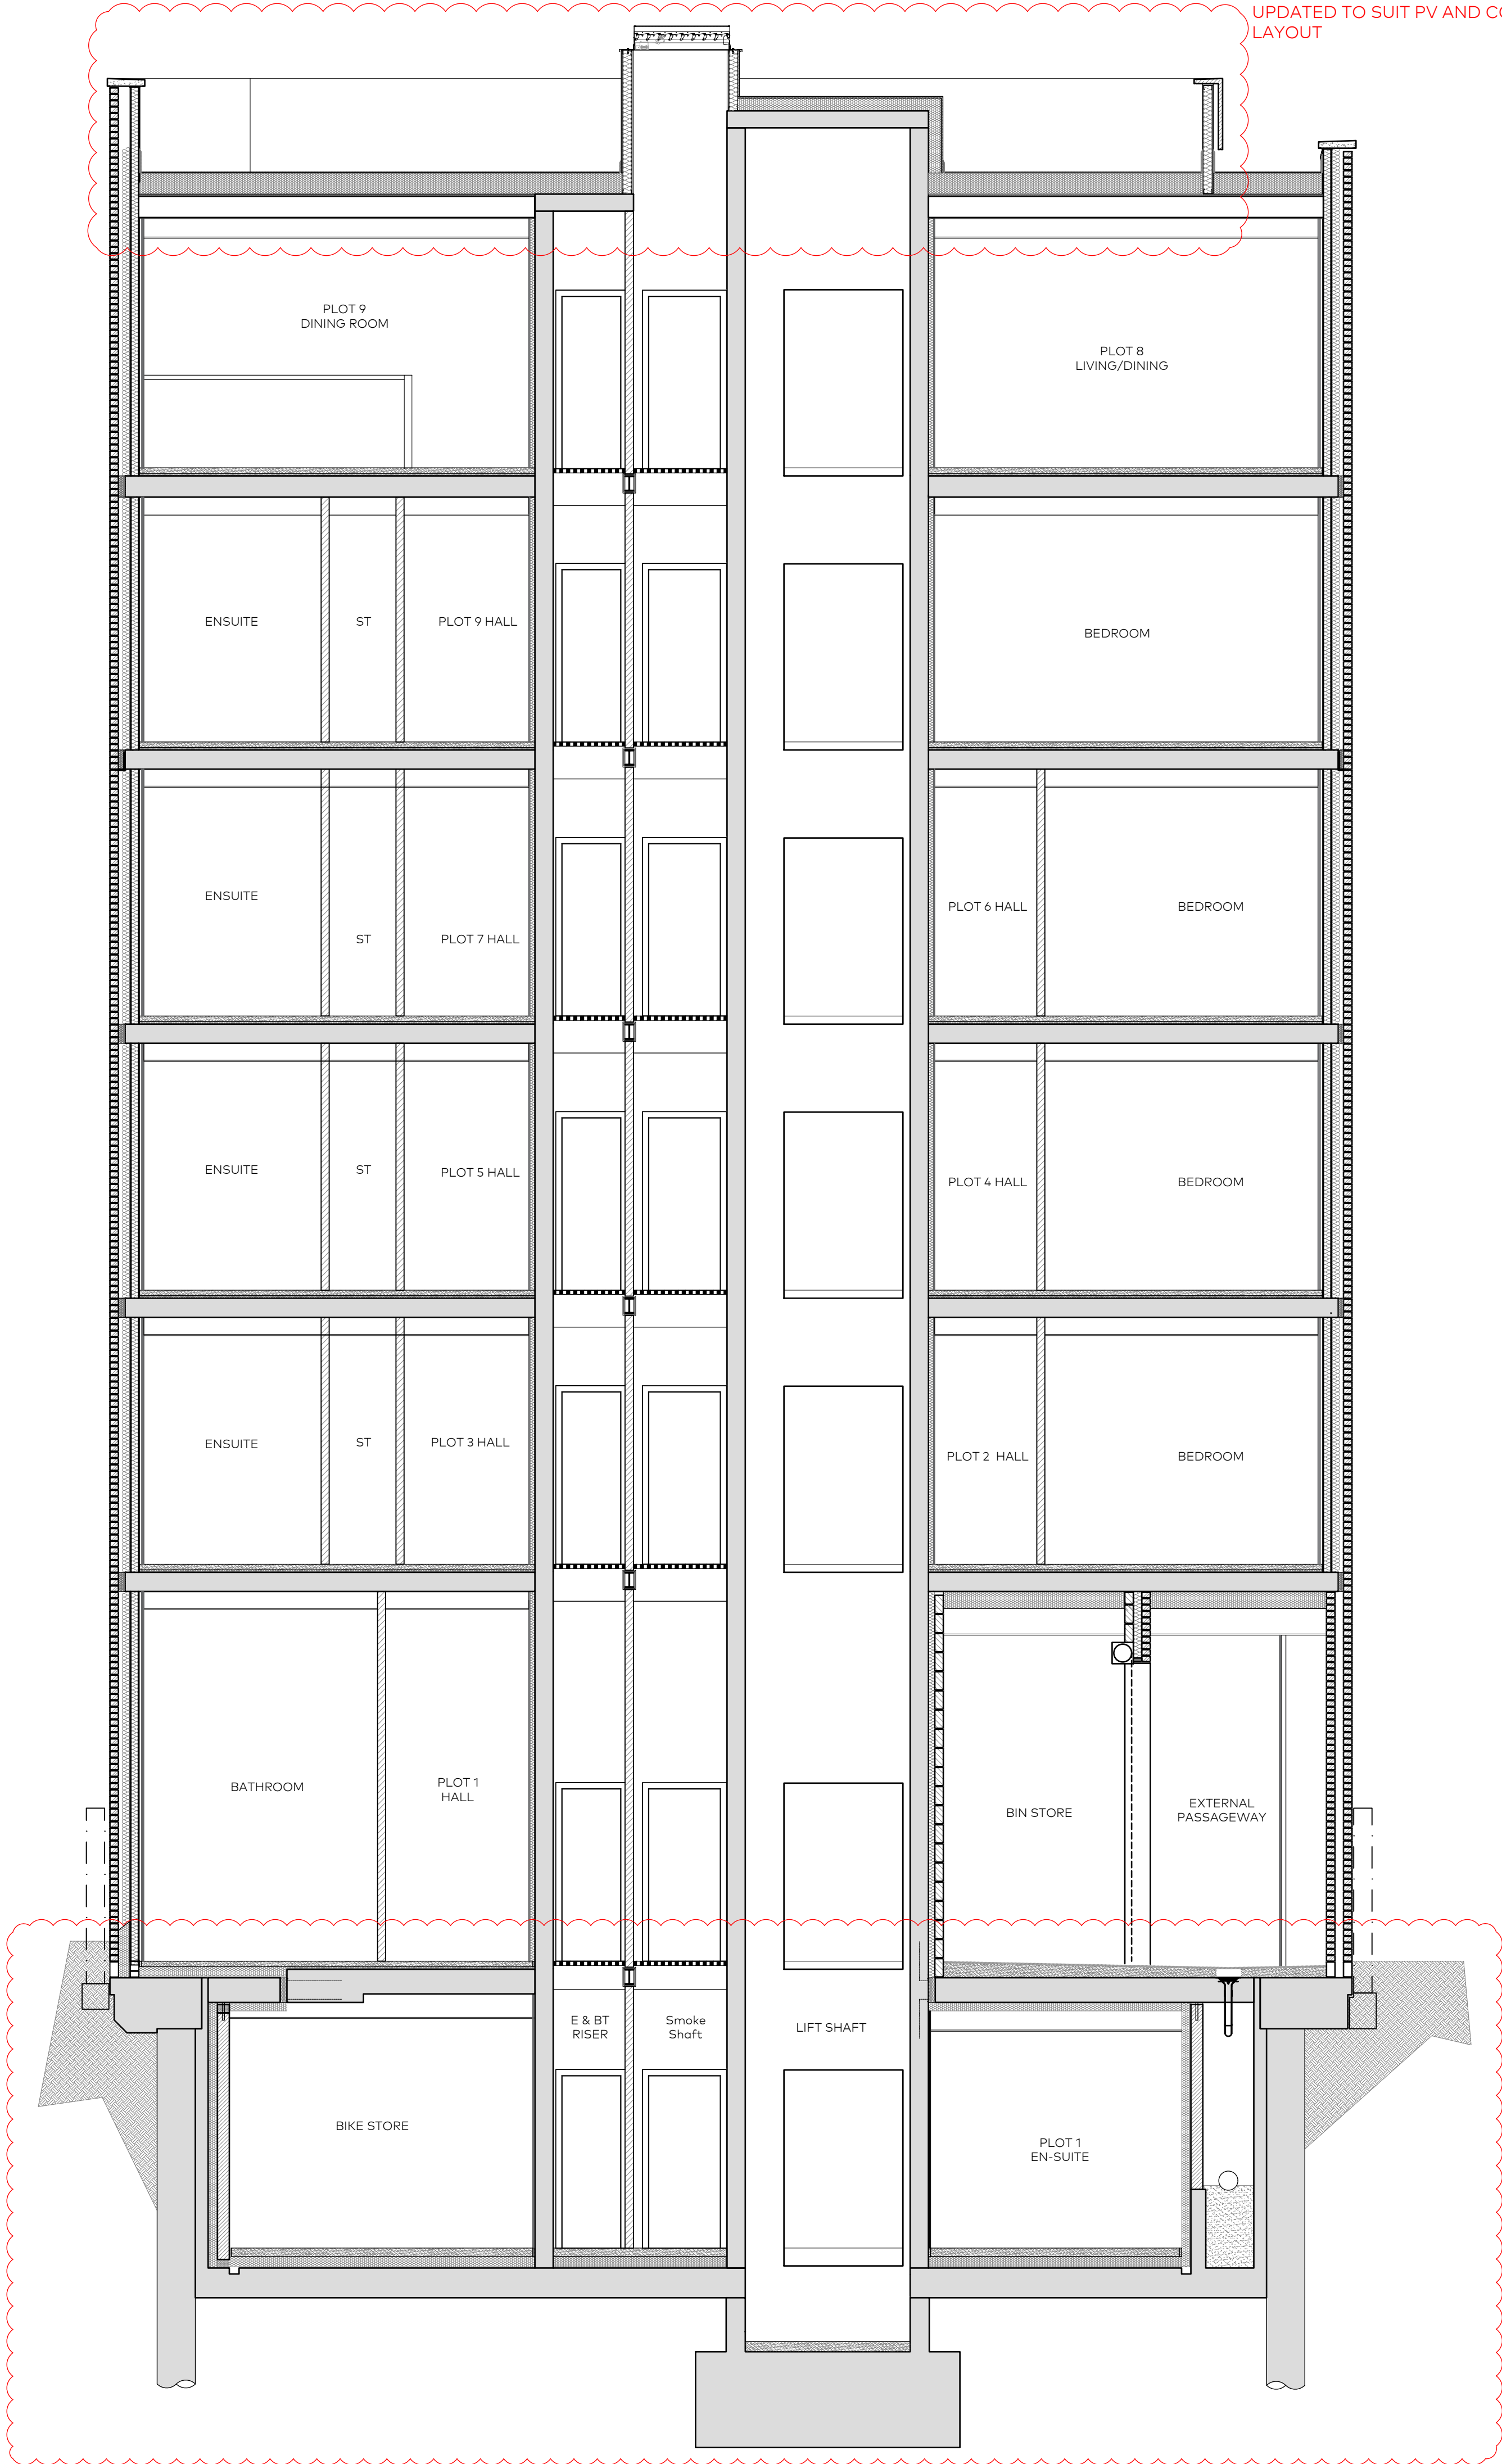 UPDATED TO SUIT PV AND
LAYOUT
PLOT 9
DINING ROOM
PLOT 8
LIVING/DINING
ENSUITE
ST
PLOT 9 HALL
BEDROOM
ENSUITE
ST
PLOT 7 HALL
PLOT 6 HALL
BEDROOM
ENSUITE
ST
PLOT 5 HALL
PLOT 4 HALL
BEDROOM
ENSUITE
ST
PLOT 3 HALL
PLOT 2 HALL
BEDROOM
BATHROOM
PLOT 1
HALL
BIN STORE
EXTERNAL
PASSAGEWAY
E & BT
RISER
Smoke
Shaft
LIFT SHAFT
BIKE STORE
PLOT 1
EN-SUITE